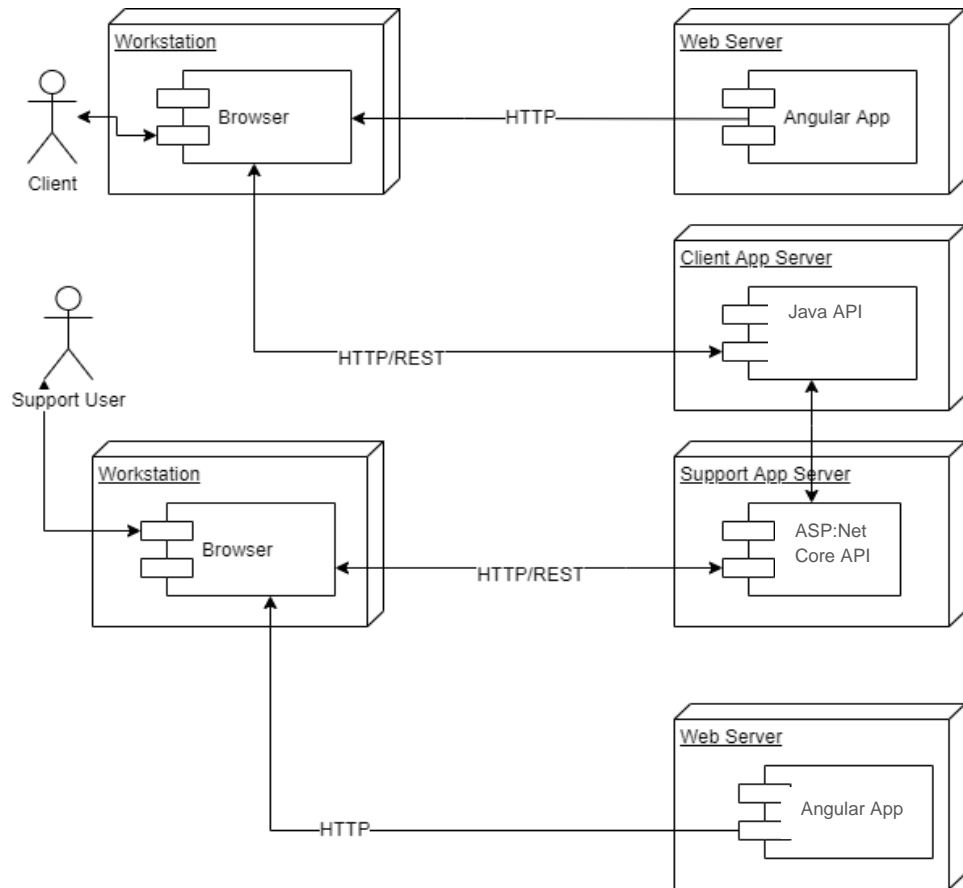 Workstation
Web Server
Browser
HTTP
Angular App
Client
Client App Server
Java API
HTTP/REST
Support User
Workstation
Support App Server
ASP:Net
Core API
Browser
HTTP/REST
Web Server
Angular App
HTTP